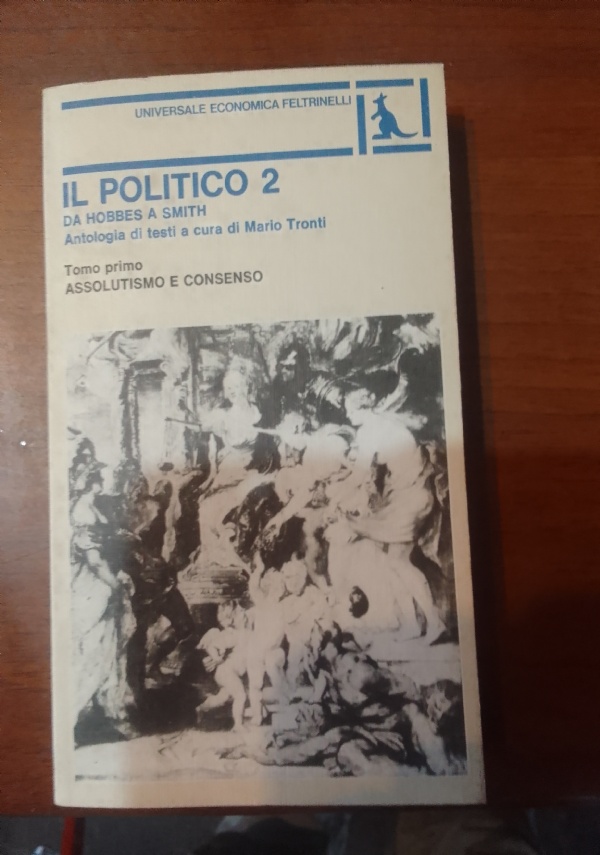 UNIVERSALE ECONOMICA FELTRINELLI
IL POLITICO 2
DA HOBBES A SMITH
Antologia di testi a cura di Mario Tronti
Tomo primo
ASSOLUTISMO E CONSENSO